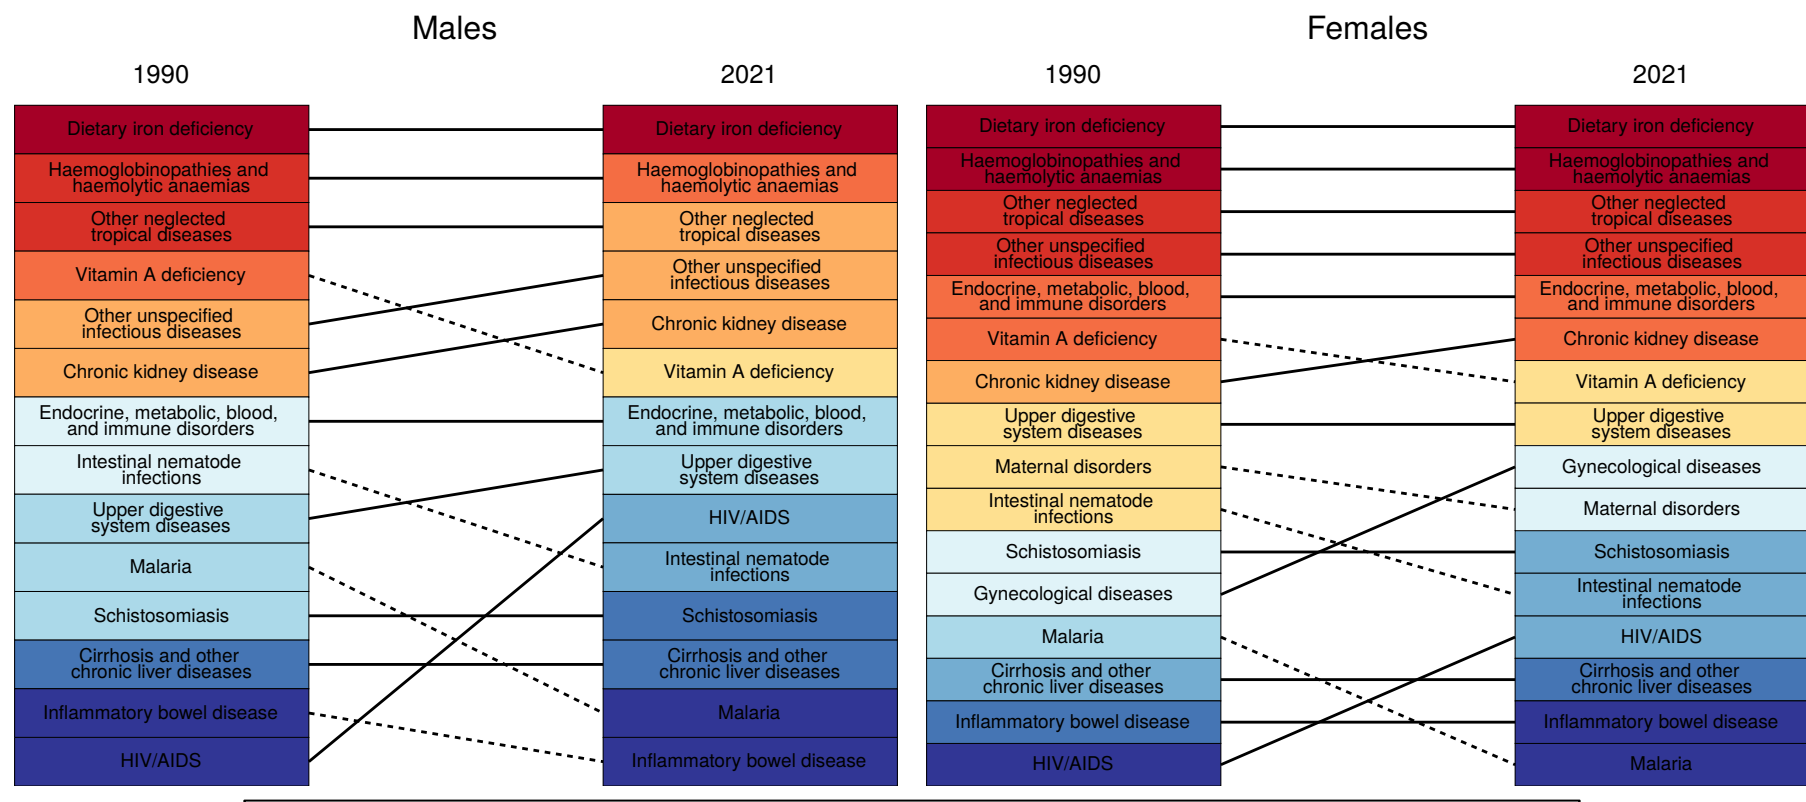 Males
Females
1990
2021
1990
2021
Dietary iron deficiency
Haemoglobinopathies and
haemolytic anaemias
Other neglected
tropical diseases
Vitamin A deficiency
Other unspecified
infectious diseases
Chronic kidney disease
Endocrine, metabolic, blood,
and immune disorders
Intestinal nematode
infections
Upper digestive
system diseases
Malaria
Schistosomiasis
Cirrhosis and other
chronic liver diseases
Inflammatory bowel disease
HIV/AIDS
Dietary iron deficiency
Haemoglobinopathies and
haemolytic anaemias
Other neglected
tropical diseases
Other unspecified
infectious diseases
Chronic kidney disease
Vitamin A deficiency
Endocrine, metabolic, blood,
and immune disorders
Upper digestive
system diseases
HIV/AIDS
Intestinal nematode
infections
Schistosomiasis
Cirrhosis and other
chronic liver diseases
Malaria
Inflammatory bowel disease
Dietary iron deficiency
Haemoglobinopathies and
haemolytic anaemias
Other neglected
tropical diseases
Other unspecified
infectious diseases
Endocrine, metabolic, blood,
and immune disorders
Vitamin A deficiency
Chronic kidney disease
Upper digestive
system diseases
Maternal disorders
Intestinal nematode
infections
Schistosomiasis
Gynecological diseases
Malaria
Cirrhosis and other
chronic liver diseases
Inflammatory bowel disease
HIV/AIDS
Dietary iron deficiency
Haemoglobinopathies and
haemolytic anaemias
Other neglected
tropical diseases
Other unspecified
infectious diseases
Endocrine, metabolic, blood,
and immune disorders
Chronic kidney disease
Vitamin A deficiency
Upper digestive
system diseases
Gynecological diseases
Maternal disorders
Schistosomiasis
Intestinal nematode
infections
HIV/AIDS
Cirrhosis and other
chronic liver diseases
Inflammatory bowel disease
Malaria